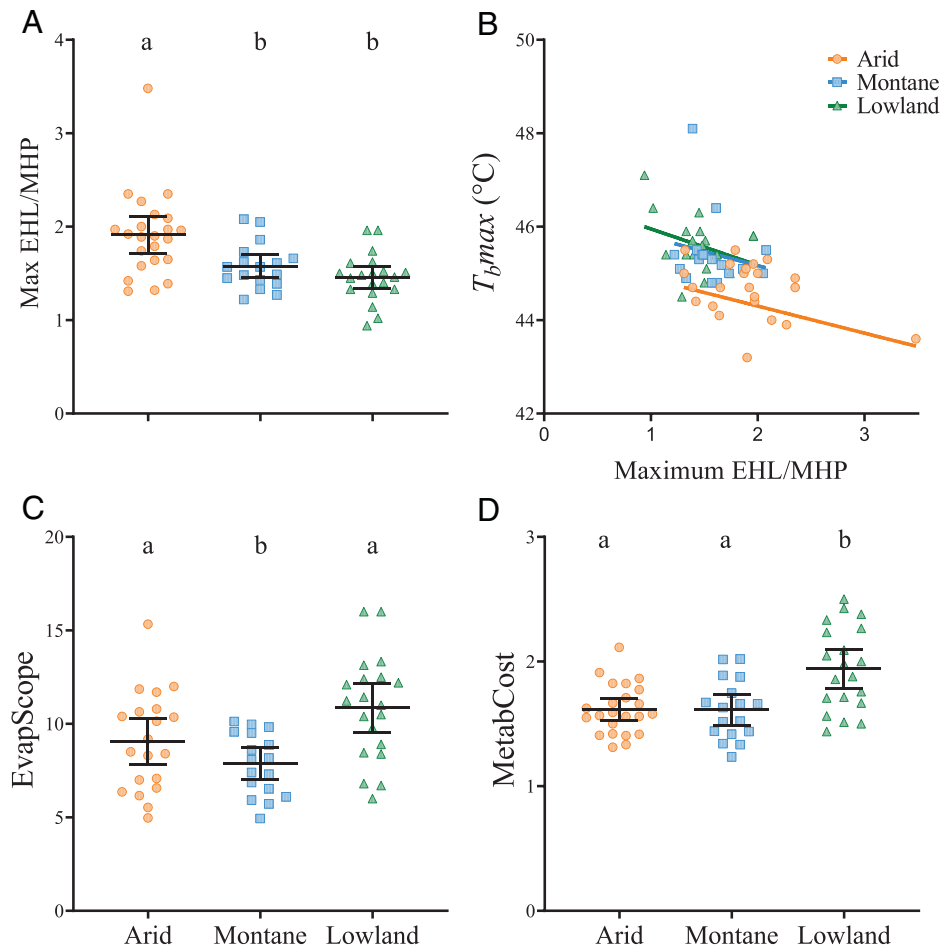 A
a b b
4
3
2
1
0
Max EHL/MHP
B
50
48
46
44
42
0 1 2 3
T_bmax (°C)
Maximum EHL/MHP
Arid
Montane
Lowland
C
a b a
20
15
10
5
0
EvapScope
Arid Montane Lowland
D
a a b
3
2
1
0
MetabCost
Arid Montane Lowland